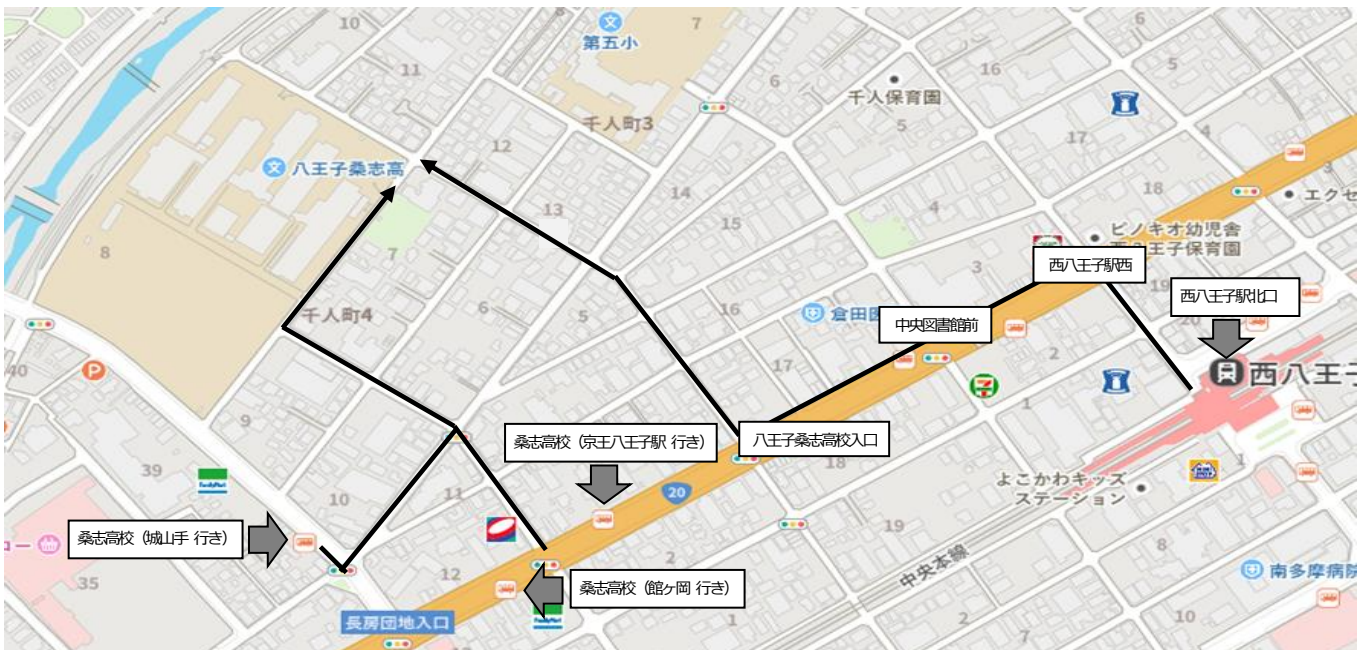 10
7
6
16
5
第五小
11
千人保育園
17
千人町3
6
5
4
12
18
3
八王子桑志高
エクセ
14
4
ピノキオ幼児舎
西八王子保育園
13
15
8
7
3
西八王子駅西
19
西八王子駅北口
20
千人町4
6
5
16
倉田医
中央図書館前
2
西八王子
40
P
17
1
9
桑志高校（京王八王子駅 行き）
八王子桑志高校入口
39
18
1
10
11
20
よこかわキッズ
ステーション
桑志高校（城山手 行き）
19
ロー
8
2
中央本線
35
12
桑志高校（館ケ岡 行き）
南多摩病院
FamilyMart
長房団地入口
1
2
7
10